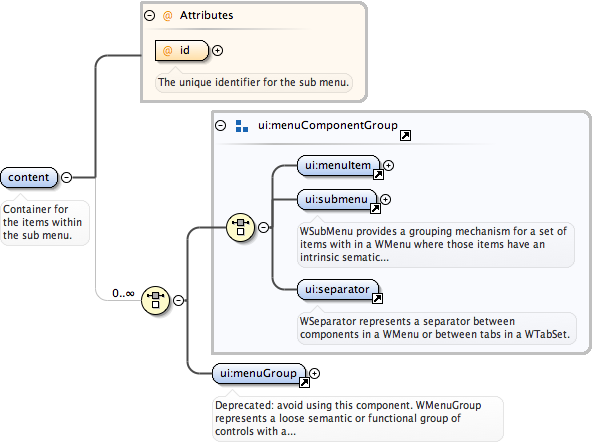 @ Attributes
@ id
The unique identifier for the sub menu.
ui:menuComponentGroup
content
Container for
the items within
the sub menu.
ui:menuItem
ui:submenu
WSubMenu provides a grouping mechanism for a set of
items with in a WMenu where those items have an
intrinsic sematic...
0..∞
ui:separator
WSeparator represents a separator between
components in a WMenu or between tabs in a WTabSet.
ui:menuGroup
Deprecated: avoid using this component. WMenuGroup
represents a loose semantic or functional group of
controls with a...